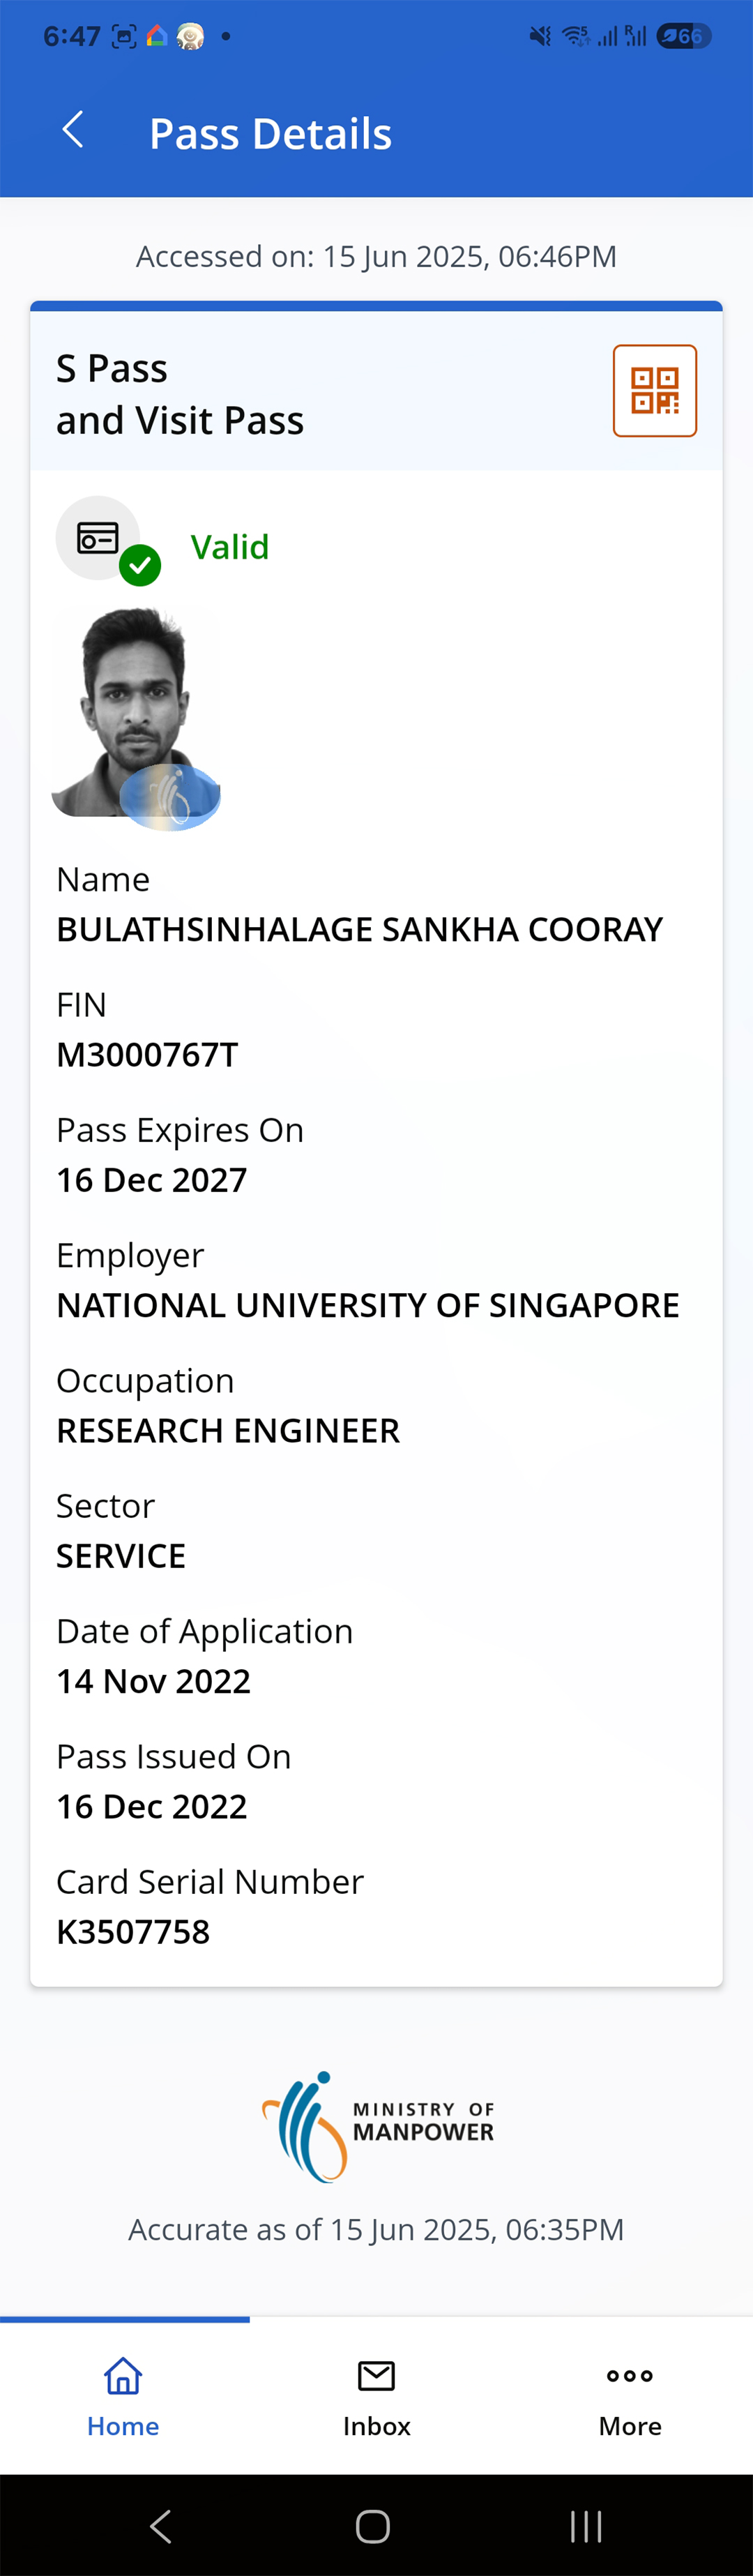 6:47
66
Pass Details
Accessed on: 15 Jun 2025, 06:46PM
S Pass
and Visit Pass
Valid
Name
BULATHSINHALAGE SANKHA COORAY
FIN
M3000767T
Pass Expires On
16 Dec 2027
Employer
NATIONAL UNIVERSITY OF SINGAPORE
Occupation
RESEARCH ENGINEER
Sector
SERVICE
Date of Application
14 Nov 2022
Pass Issued On
16 Dec 2022
Card Serial Number
K3507758
MINISTRY OF
MANPOWER
Accurate as of 15 Jun 2025, 06:35PM
Home
Inbox
More